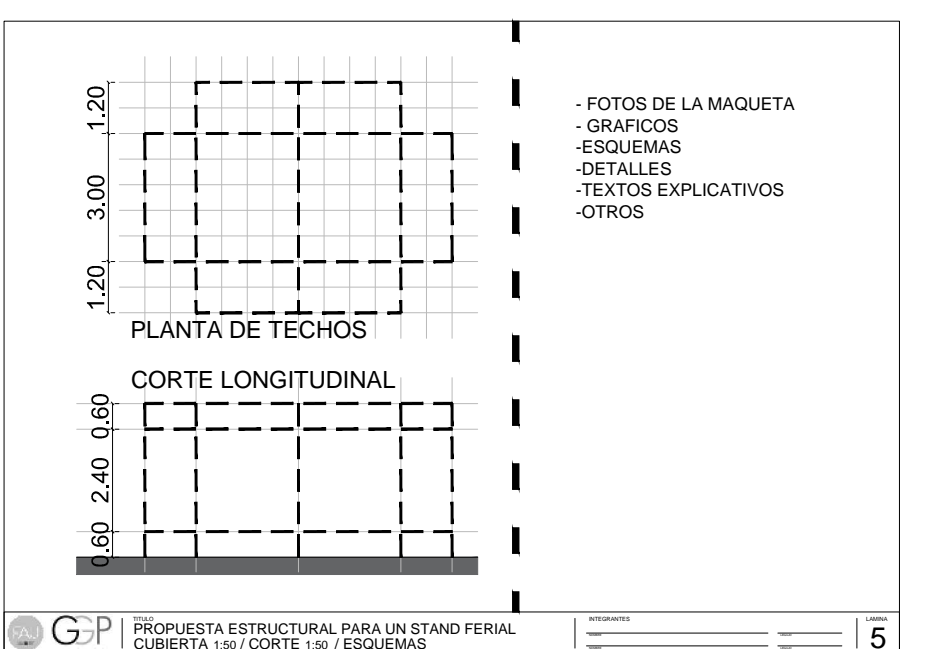 1.20
3.00
1.20
PLANTA DE TECHOS
CORTE LONGITUDINAL
0.60
2.40
0.60
- FOTOS DE LA MAQUETA
- GRAFICOS
-ESQUEMAS
-DETALLES
-TEXTOS EXPLICATIVOS
-OTROS
FAJ
GGP
TITULO
PROPUESTA ESTRUCTURAL PARA UN STAND FERIAL
CUBIERTA 1:50 / CORTE 1:50 / ESQUEMAS
INTEGRANTES
LAMINA
5